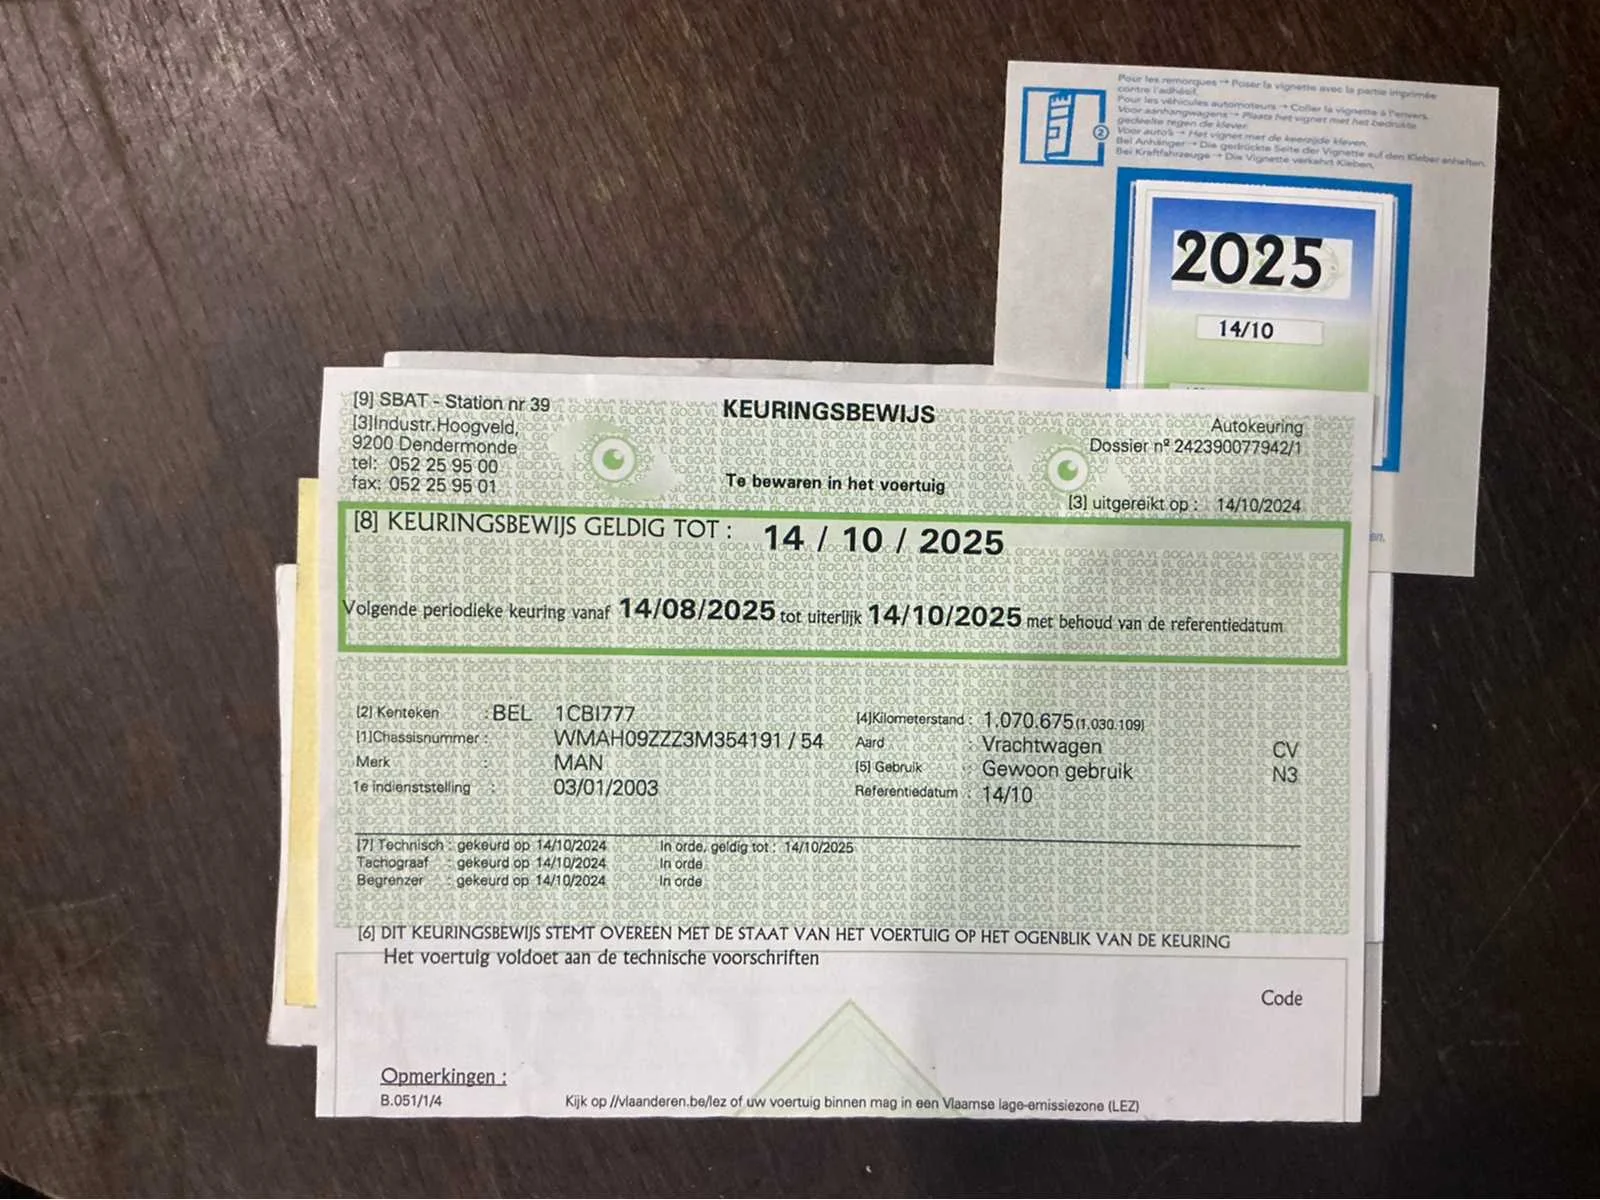 Pour les remorques → Poser la vignette avec la partie imprimée
contre l'adhésif.
Pour les véhicules automoteurs → Coller la vignette à l'envers.
Voor aanhangwagens → Plaats het vignet met het bedrukte
gedeelte tegen de klever.
Voor auto's → Het vignet met de keerzijde kleven.
Bei Anhänger → Die gedrückte Seite der Vignette auf den Kleber anheften.
Bei Kraftfahrzeuge → Die Vignette verkehrt Kleben.
2
2025
14/10
[9] SBAT - Station nr 39
[3]Industr.Hoogveld,
9200 Dendermonde
tel: 052 25 95 00
fax: 052 25 95 01
KEURINGSBEWIJS
Te bewaren in het voertuig
Autokeuring
Dossier nº 242390077942/1
[3] uitgereikt op : 14/10/2024
[8] KEURINGSBEWIJS GELDIG TOT : 14 / 10 / 2025
Volgende periodieke keuring vanaf 14/08/2025 tot uiterlijk 14/10/2025 met behoud van de referentiedatum
[2] Kenteken : BEL 1CBI777
[1]Chassisnummer : WMAH09ZZZ3M354191 / 54
Merk : MAN
1e indienststelling : 03/01/2003
[4]Kilometerstand : 1.070.675(1.030.109)
Aard : Vrachtwagen CV
[5] Gebruik : Gewoon gebruik N3
Referentiedatum : 14/10
[7] Technisch : gekeurd op 14/10/2024 In orde, geldig tot : 14/10/2025
Tachograaf : gekeurd op 14/10/2024 In orde
Begrenzer : gekeurd op 14/10/2024 In orde
[6] DIT KEURINGSBEWIJS STEMT OVEREEN MET DE STAAT VAN HET VOERTUIG OP HET OGENBLIK VAN DE KEURING
Het voertuig voldoet aan de technische voorschriften
Code
Opmerkingen :
B.051/1/4
Kijk op //vlaanderen.be/lez of uw voertuig binnen mag in een Vlaamse lage-emissiezone (LEZ)